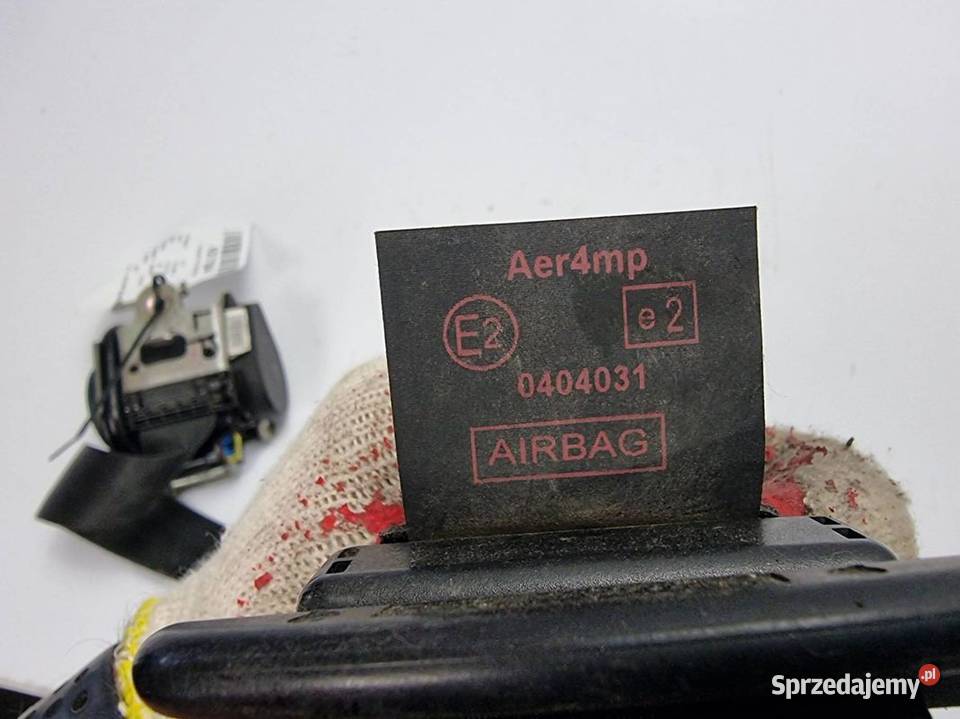 Aer4mp
E2 e2
0404031
AIRBAG
Sprzedajemy.pl